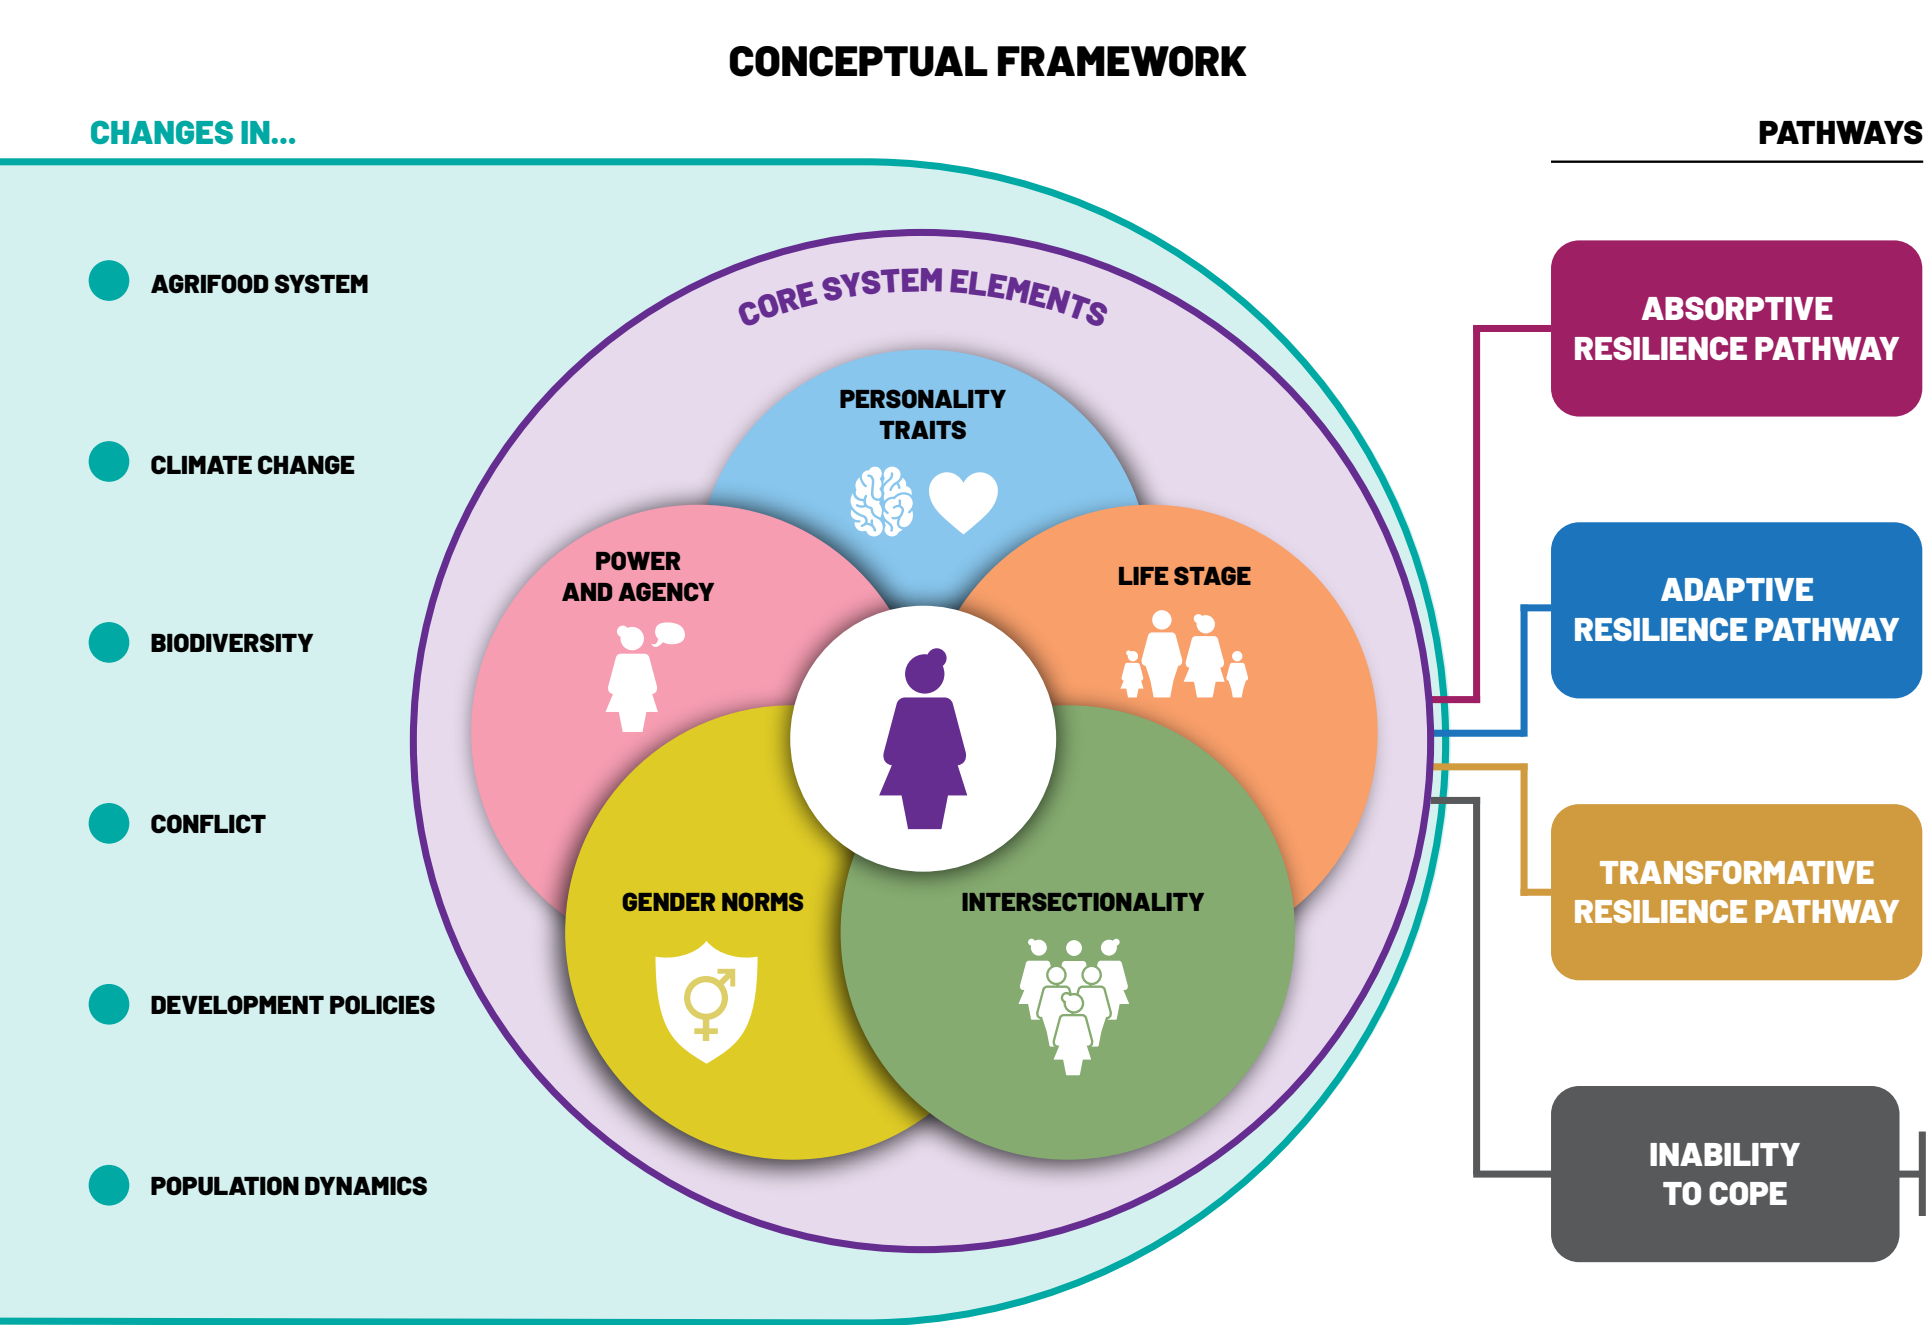 CONCEPTUAL FRAMEWORK
CHANGES IN...
AGRIFOOD SYSTEM
CLIMATE CHANGE
BIODIVERSITY
CONFLICT
DEVELOPMENT POLICIES
POPULATION DYNAMICS
CORE SYSTEM ELEMENTS
PERSONALITY
TRAITS
POWER
AND AGENCY
LIFE STAGE
GENDER NORMS
INTERSECTIONALITY
PATHWAYS
ABSORPTIVE
RESILIENCE PATHWAY
ADAPTIVE
RESILIENCE PATHWAY
TRANSFORMATIVE
RESILIENCE PATHWAY
INABILITY
TO COPE